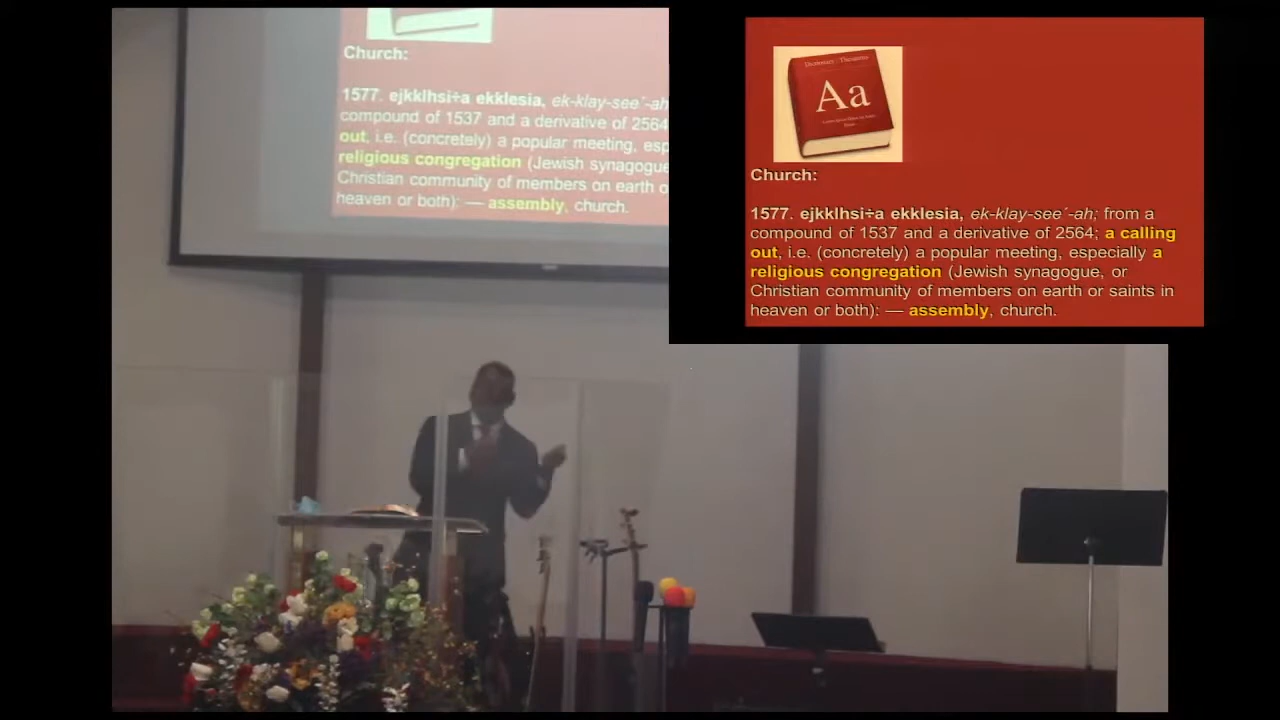 Church:
1577. ejkklhsi÷a ekklesia, ek-klay-see´-ah
compound of 1537 and a derivative of 2564
out, i.e. (concretely) a popular meeting, esp
religious congregation (Jewish synagogue
Christian community of members on earth o
heaven or both): — assembly, church.
Dictionary Thesaurus
Aa
Church:
1577. ejkklhsi÷a ekklesia, ek-klay-see´-ah; from a
compound of 1537 and a derivative of 2564; a calling
out, i.e. (concretely) a popular meeting, especially a
religious congregation (Jewish synagogue, or
Christian community of members on earth or saints in
heaven or both): — assembly, church.